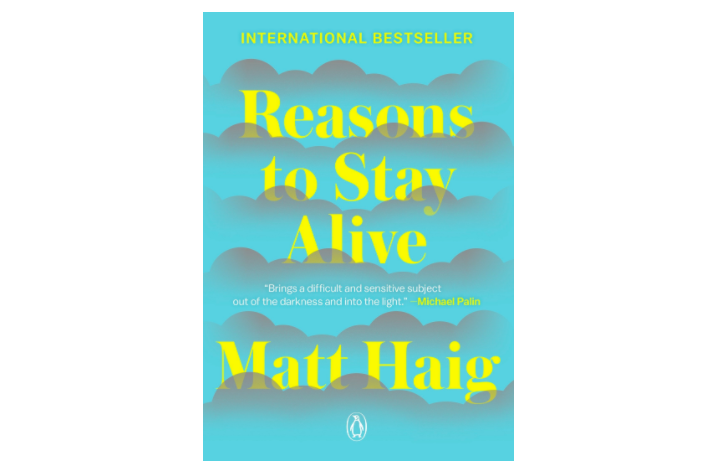 INTERNATIONAL BESTSELLER
Reasons
to Stay
Alive
“Brings a difficult and sensitive subject
out of the darkness and into the light.” –Michael Palin
Matt Haig